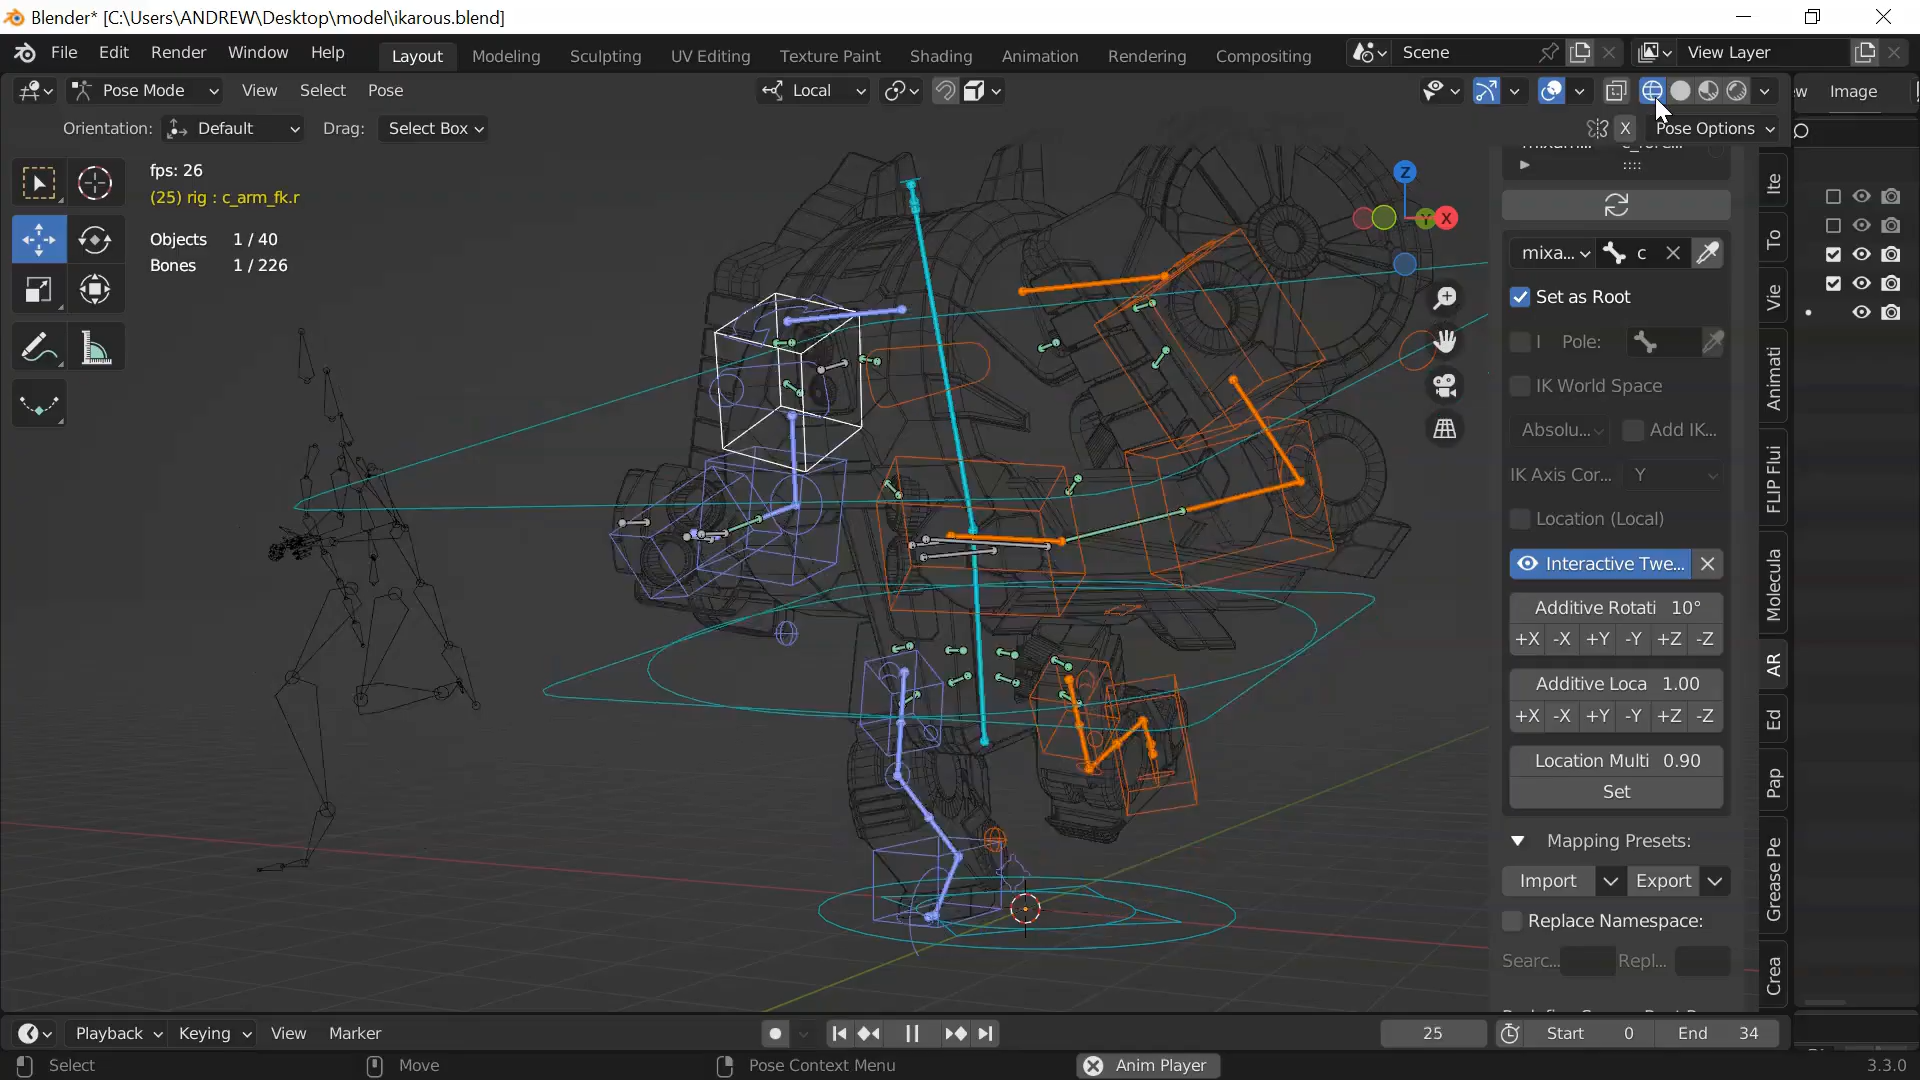 Blender* [C:\Users\ANDREW\Desktop\model\ikarous.blend]
File Edit Render Window Help Layout Modeling Sculpting UV Editing Texture Paint Shading Animation Rendering Compositing Scene View Layer
Pose Mode View Select Pose Local Image
Orientation: Default Drag: Select Box X Pose Options
fps: 26
(25) rig : c_arm_fk.r
Objects 1 / 40
Bones 1 / 226
Z
Y X
mixa... c
Set as Root
I Pole:
IK World Space
Absolu... Add IK...
IK Axis Cor... Y
Location (Local)
Interactive Twe...
Additive Rotati 10°
+X -X +Y -Y +Z -Z
Additive Loca 1.00
+X -X +Y -Y +Z -Z
Location Multi 0.90
Set
Mapping Presets:
Import Export
Replace Namespace:
Searc... Repl...
Ite
To
Vie
Animati
FLIP Flui
Molecula
AR
Ed
Pap
Grease Pe
Crea
Playback Keying View Marker 25 Start 0 End 34
Select Move Pose Context Menu Anim Player 3.3.0